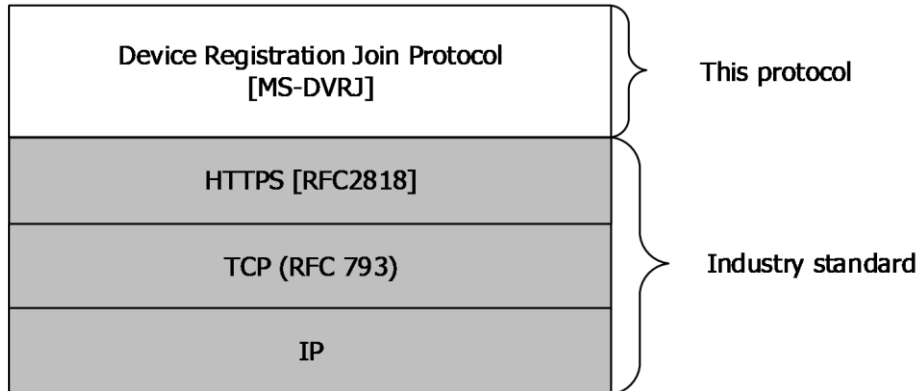 Device Registration Join Protocol
[MS-DVRJ]
This protocol
HTTPS [RFC2818]
TCP (RFC 793)
Industry standard
IP